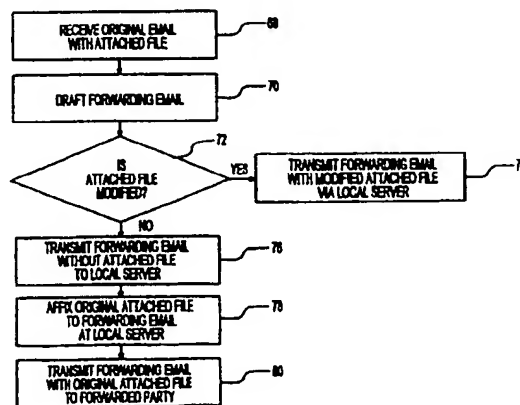 RECEIVE ORIGINAL EMAIL
WITH ATTACHED FILE
68
DRAFT FORWARDING EMAIL
70
72
IS
ATTACHED FILE
MODIFIED?
YES
TRANSMIT FORWARDING EMAIL
WITH MODIFIED ATTACHED FILE
VIA LOCAL SERVER
7
NO
TRANSMIT FORWARDING EMAIL
WITHOUT ATTACHED FILE
TO LOCAL SERVER
76
AFFIX ORIGINAL ATTACHED FILE
TO FORWARDING EMAIL
AT LOCAL SERVER
78
TRANSMIT FORWARDING EMAIL
WITH ORIGINAL ATTACHED FILE
TO FORWARDED PARTY
80